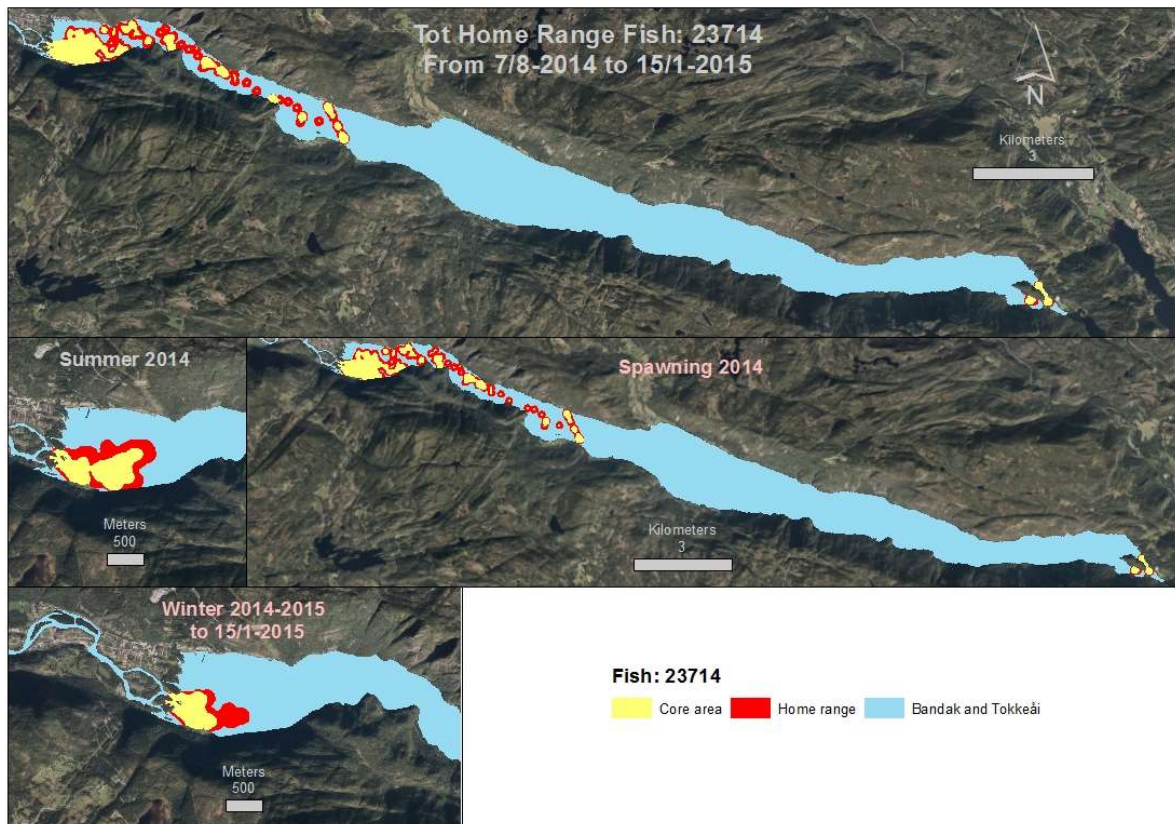 Tot Home Range Fish: 23714
From 7/8-2014 to 15/1-2015
N
Kilometers
3
Summer 2014
Meters
500
Spawning 2014
Kilometers
3
Winter 2014-2015
to 15/1-2015
Meters
500
Fish: 23714
Core area
Home range
Bandak and Tokkeåi